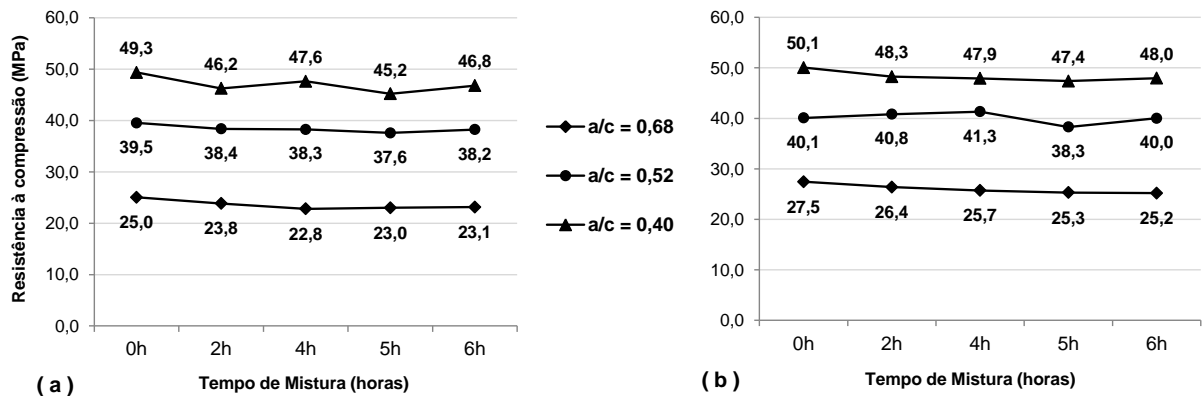 Resistência à compressão (MPa)
60,0
50,0
40,0
30,0
20,0
10,0
0,0
49,3 46,2 47,6 45,2 46,8
39,5 38,4 38,3 37,6 38,2
25,0 23,8 22,8 23,0 23,1
0h 2h 4h 5h 6h
Tempo de Mistura (horas)
( a )
a/c = 0,68
a/c = 0,52
a/c = 0,40
60,0
50,0
40,0
30,0
20,0
10,0
0,0
50,1 48,3 47,9 47,4 48,0
40,1 40,8 41,3 38,3 40,0
27,5 26,4 25,7 25,3 25,2
0h 2h 4h 5h 6h
Tempo de Mistura (horas)
( b )